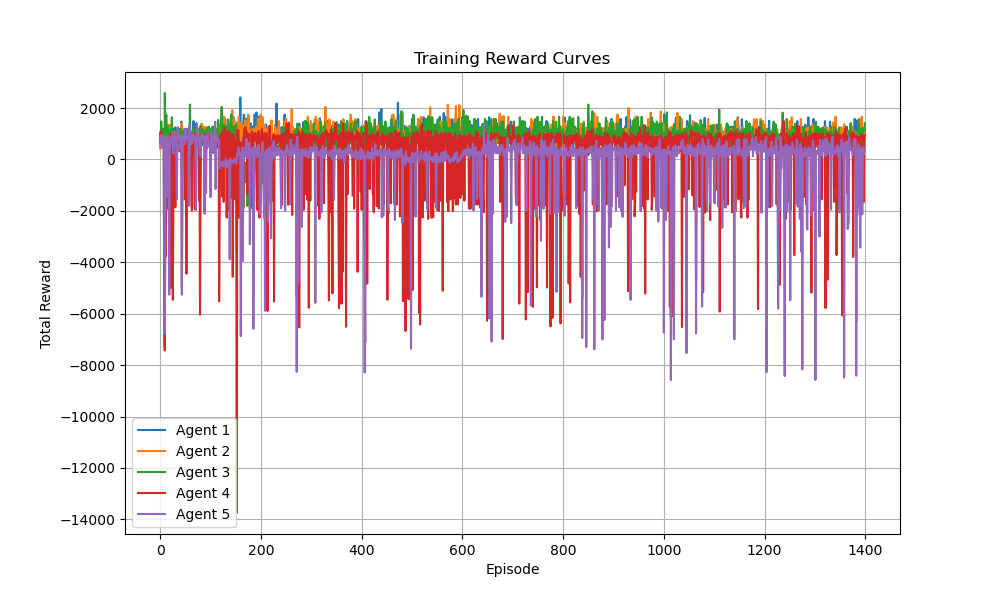 Training Reward Curves
Total Reward
2000
0
−2000
−4000
−6000
−8000
−10000
−12000
−14000
Agent 1
Agent 2
Agent 3
Agent 4
Agent 5
0 200 400 600 800 1000 1200 1400
Episode